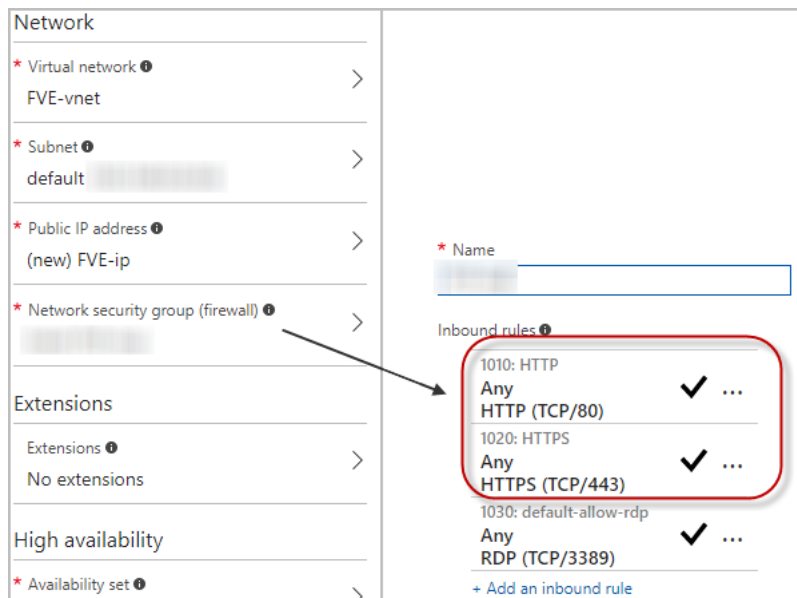 Network
* Virtual network
FVE-vnet
* Subnet
default
* Public IP address
(new) FVE-ip
* Network security group (firewall)
Extensions
Extensions
No extensions
High availability
* Availability set
* Name
Inbound rules
1010: HTTP
Any
HTTP (TCP/80)
...
1020: HTTPS
Any
HTTPS (TCP/443)
...
1030: default-allow-rdp
Any
RDP (TCP/3389)
...
+ Add an inbound rule